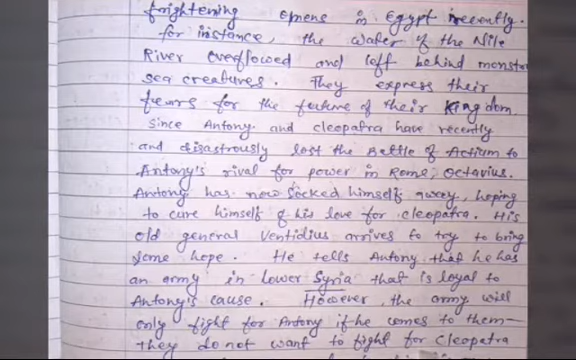 frightening omens in Egypt recently.
for instance, the water of the Nile
River overflowed and left behind monster
sea creatures. They express their
fears for the future of their kingdom.
since Antony and cleopatra have recently
and disastrously lost the Battle of Actium to
Antony's rival for power in Rome, Octavius.
Antony has now locked himself away, hoping
to cure himself of his love for cleopatra. His
old general Ventidius arrives to try to bring
some hope. He tells Antony that he has
an army in lower Syria that is loyal to
Antony's cause. However, the army will
only fight for Antony if he comes to them—
they do not want to fight for Cleopatra